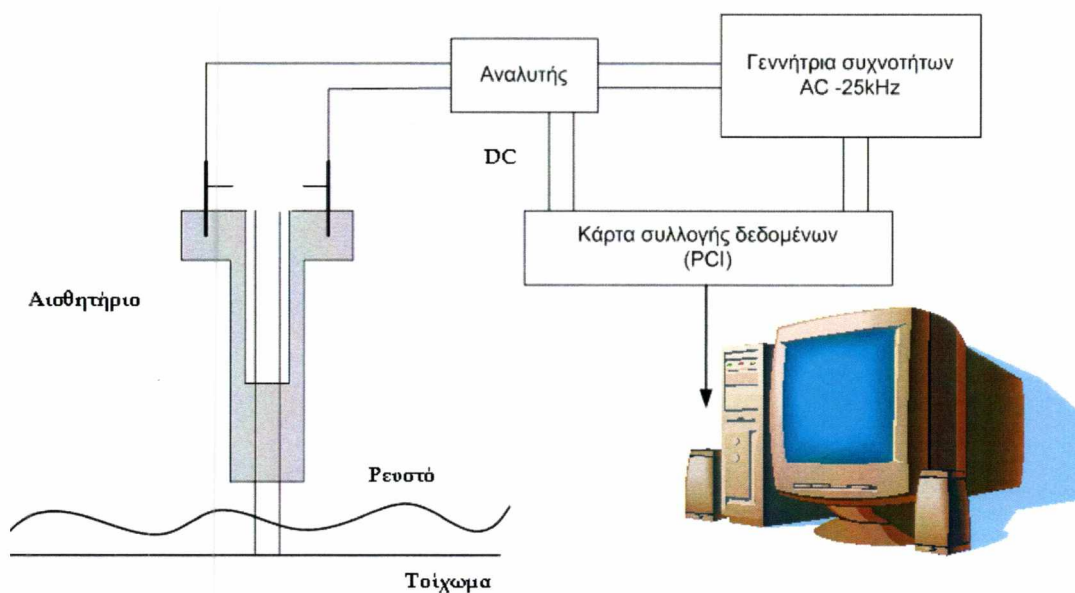 Αναλυτής
Γεννήτρια συχνοτήτων
AC -25kHz
DC
Κάρτα συλλογής δεδομένων
(PCI)
Αισθητήριο
Ρευστό
Τοίχωμα